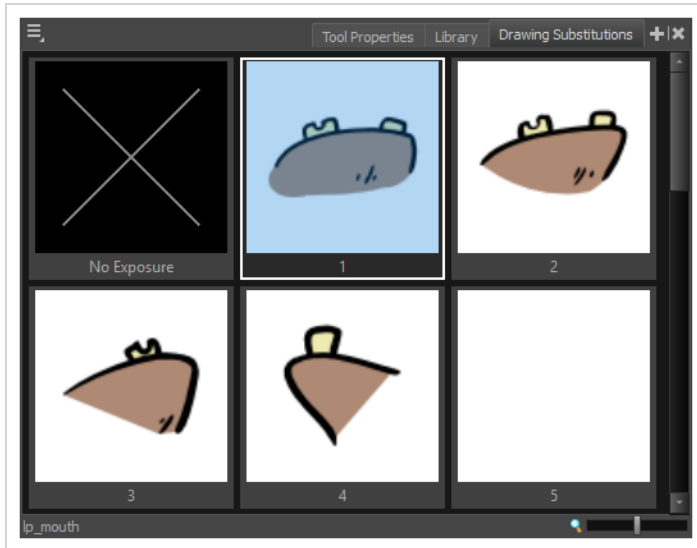 Tool Properties Library Drawing Substitutions
No Exposure 1 2
3 4 5
lp_mouth